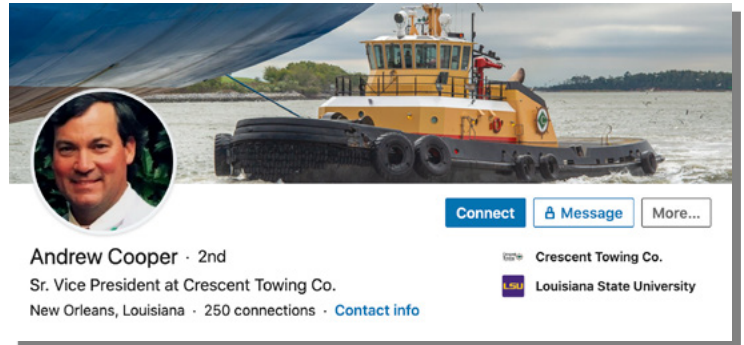 Connect
Message
More...
Andrew Cooper · 2nd
Sr. Vice President at Crescent Towing Co.
New Orleans, Louisiana · 250 connections · Contact info
Crescent Towing Co.
LSU
Louisiana State University